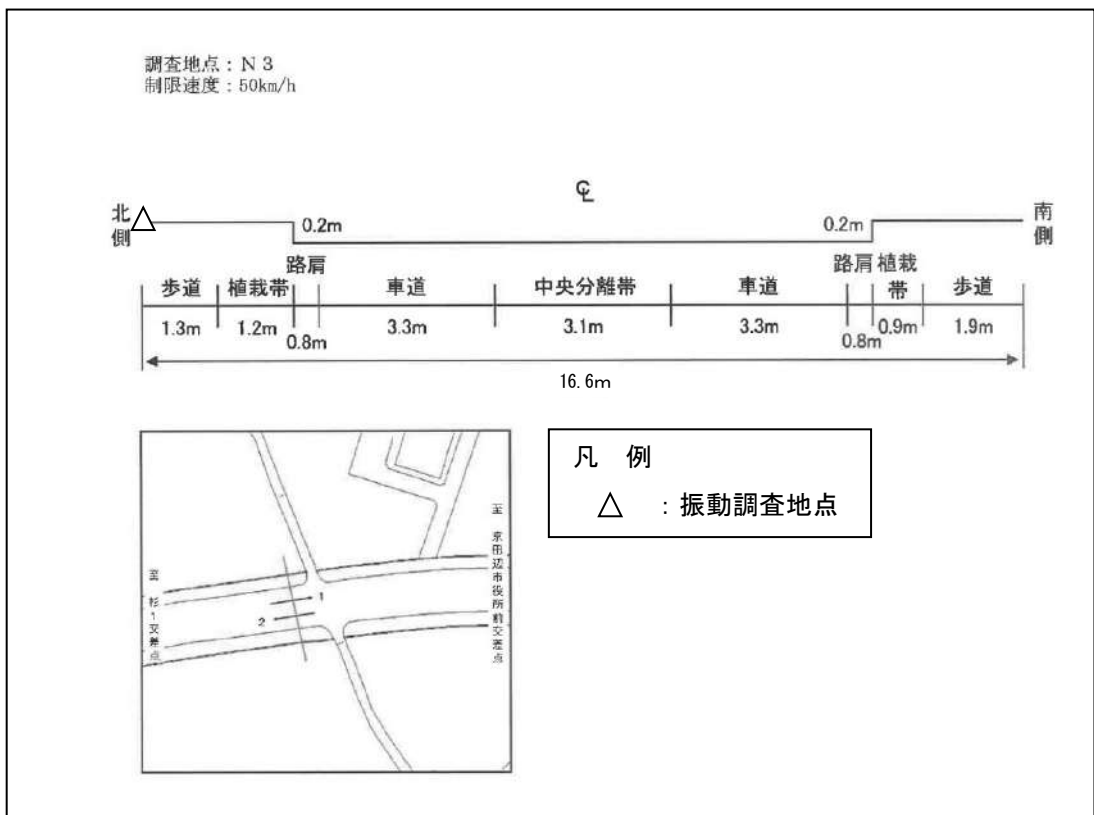 調査地点：N3
制限速度：50km/h
℄
北側
0.2m
0.2m
南側
路肩
路肩
植栽帯
歩道
植栽帯
車道
中央分離帯
車道
歩道
1.3m
1.2m
0.8m
3.3m
3.1m
3.3m
0.8m
0.9m
1.9m
16.6m
至 杉1交差点
1
2
至 京田辺市役所前交差点
凡 例
△ ：振動調査地点